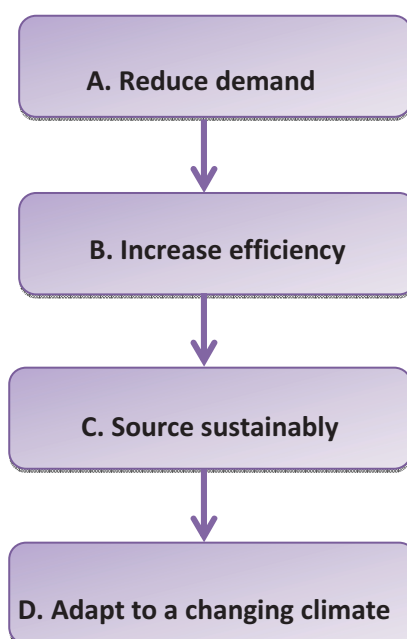 A. Reduce demand
B. Increase efficiency
C. Source sustainably
D. Adapt to a changing climate